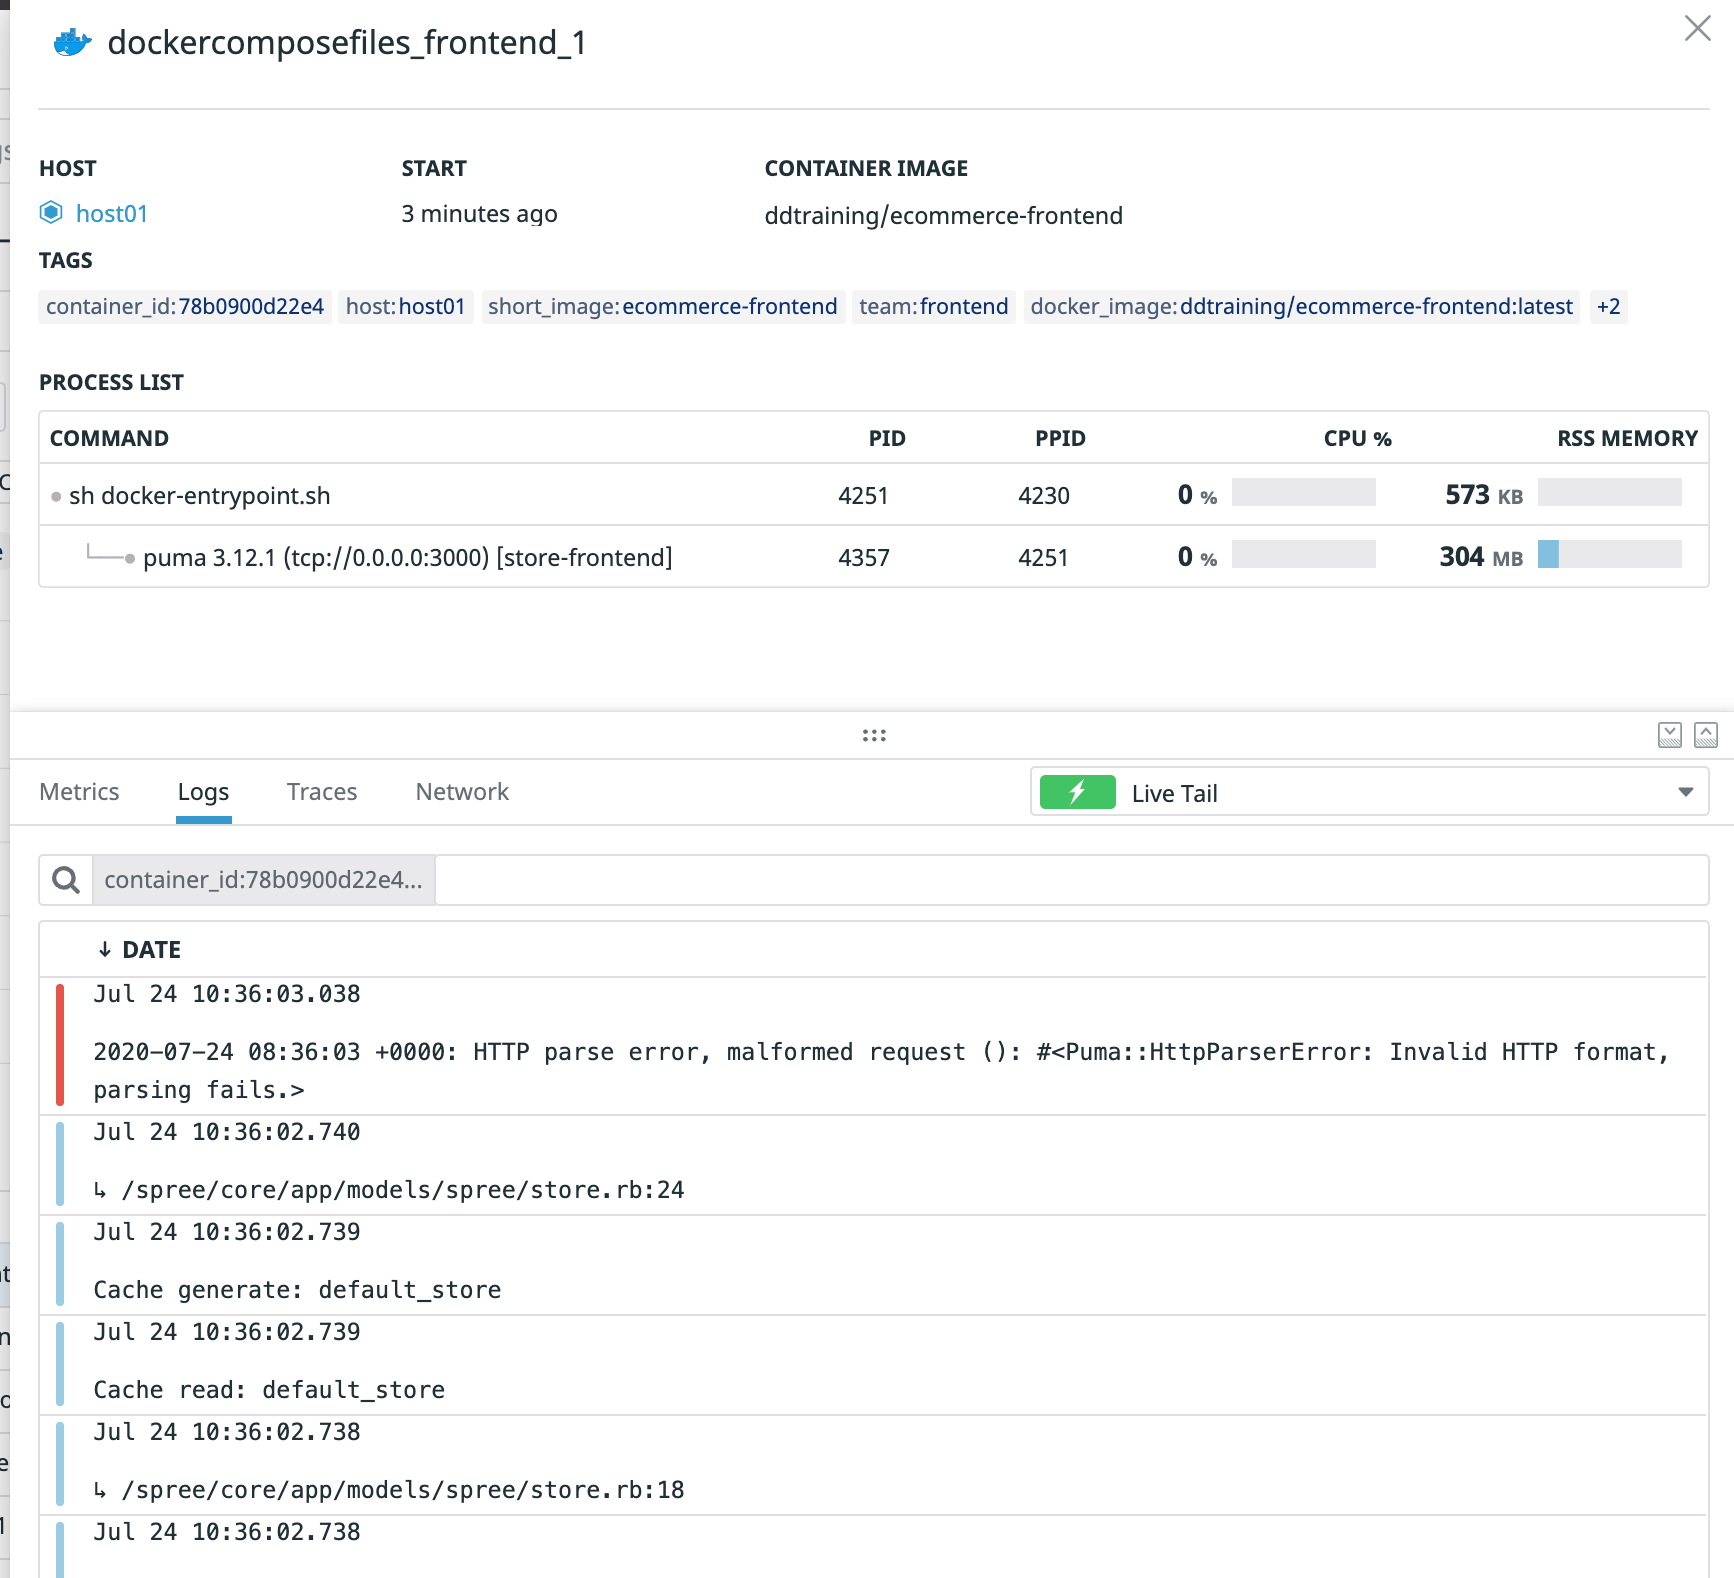 dockercomposefiles_frontend_1
HOST START CONTAINER IMAGE
host01 3 minutes ago ddtraining/ecommerce-frontend
TAGS
container_id:78b0900d22e4 host:host01 short_image:ecommerce-frontend team:frontend docker_image:ddtraining/ecommerce-frontend:latest +2
PROCESS LIST
COMMAND PID PPID CPU % RSS MEMORY
sh docker-entrypoint.sh 4251 4230 0 % 573 KB
puma 3.12.1 (tcp://0.0.0.0:3000) [store-frontend] 4357 4251 0 % 304 MB
Metrics Logs Traces Network Live Tail
container_id:78b0900d22e4...
↓ DATE
Jul 24 10:36:03.038
2020-07-24 08:36:03 +0000: HTTP parse error, malformed request (): #<Puma::HttpParserError: Invalid HTTP format,
parsing fails.>
Jul 24 10:36:02.740
↳ /spree/core/app/models/spree/store.rb:24
Jul 24 10:36:02.739
Cache generate: default_store
Jul 24 10:36:02.739
Cache read: default_store
Jul 24 10:36:02.738
↳ /spree/core/app/models/spree/store.rb:18
Jul 24 10:36:02.738